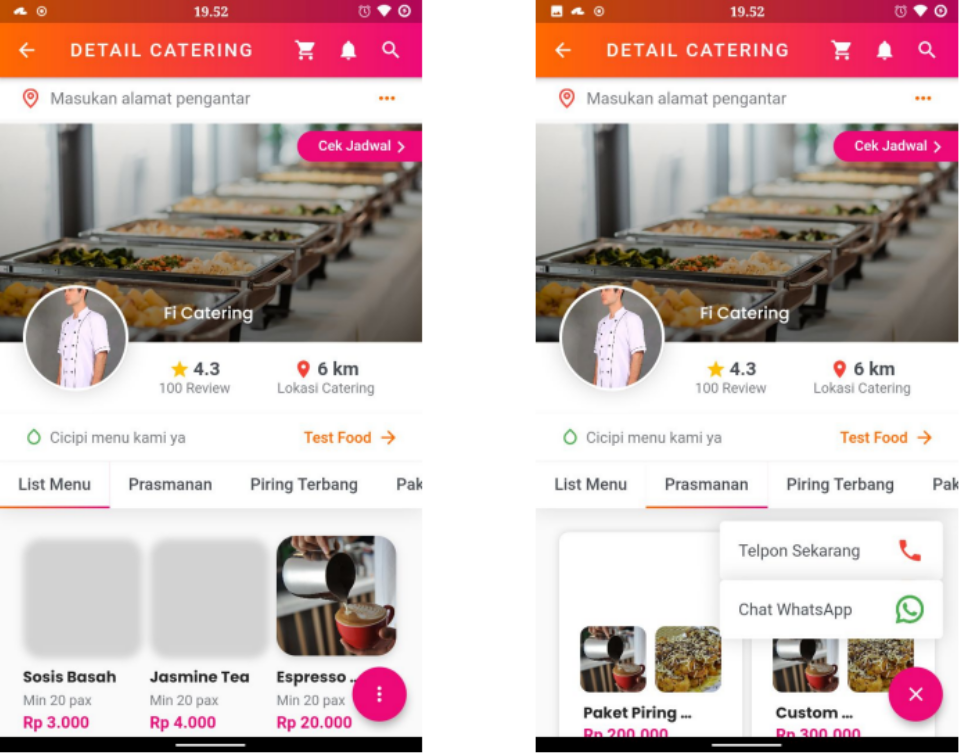 19.52
DETAIL CATERING
Masukan alamat pengantar
Cek Jadwal
Fi Catering
4.3
100 Review
6 km
Lokasi Catering
Cicipi menu kami ya
Test Food
List Menu Prasmanan Piring Terbang Pak
Sosis Basah
Min 20 pax
Rp 3.000
Jasmine Tea
Min 20 pax
Rp 4.000
Espresso ..
Min 20 pax
Rp 20.000
19.52
DETAIL CATERING
Masukan alamat pengantar
Cek Jadwal
Fi Catering
4.3
100 Review
6 km
Lokasi Catering
Cicipi menu kami ya
Test Food
List Menu Prasmanan Piring Terbang Pak
Telpon Sekarang
Chat WhatsApp
Paket Piring ...
Rp 200.000
Custom ...
Rp 300.000